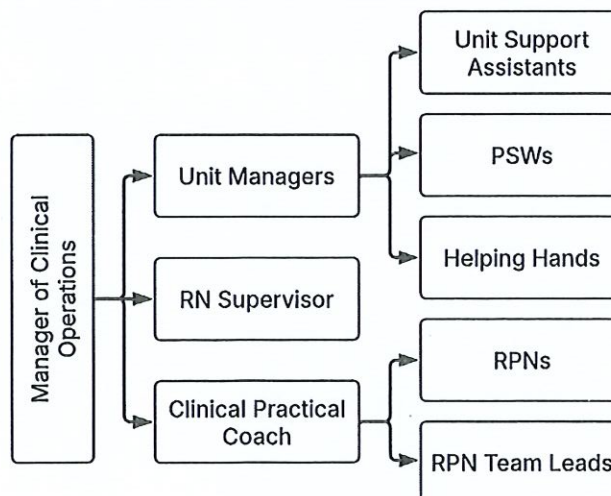 Manager of Clinical
Operations
Unit Managers
RN Supervisor
Clinical Practical
Coach
Unit Support
Assistants
PSWs
Helping Hands
RPNs
RPN Team Leads